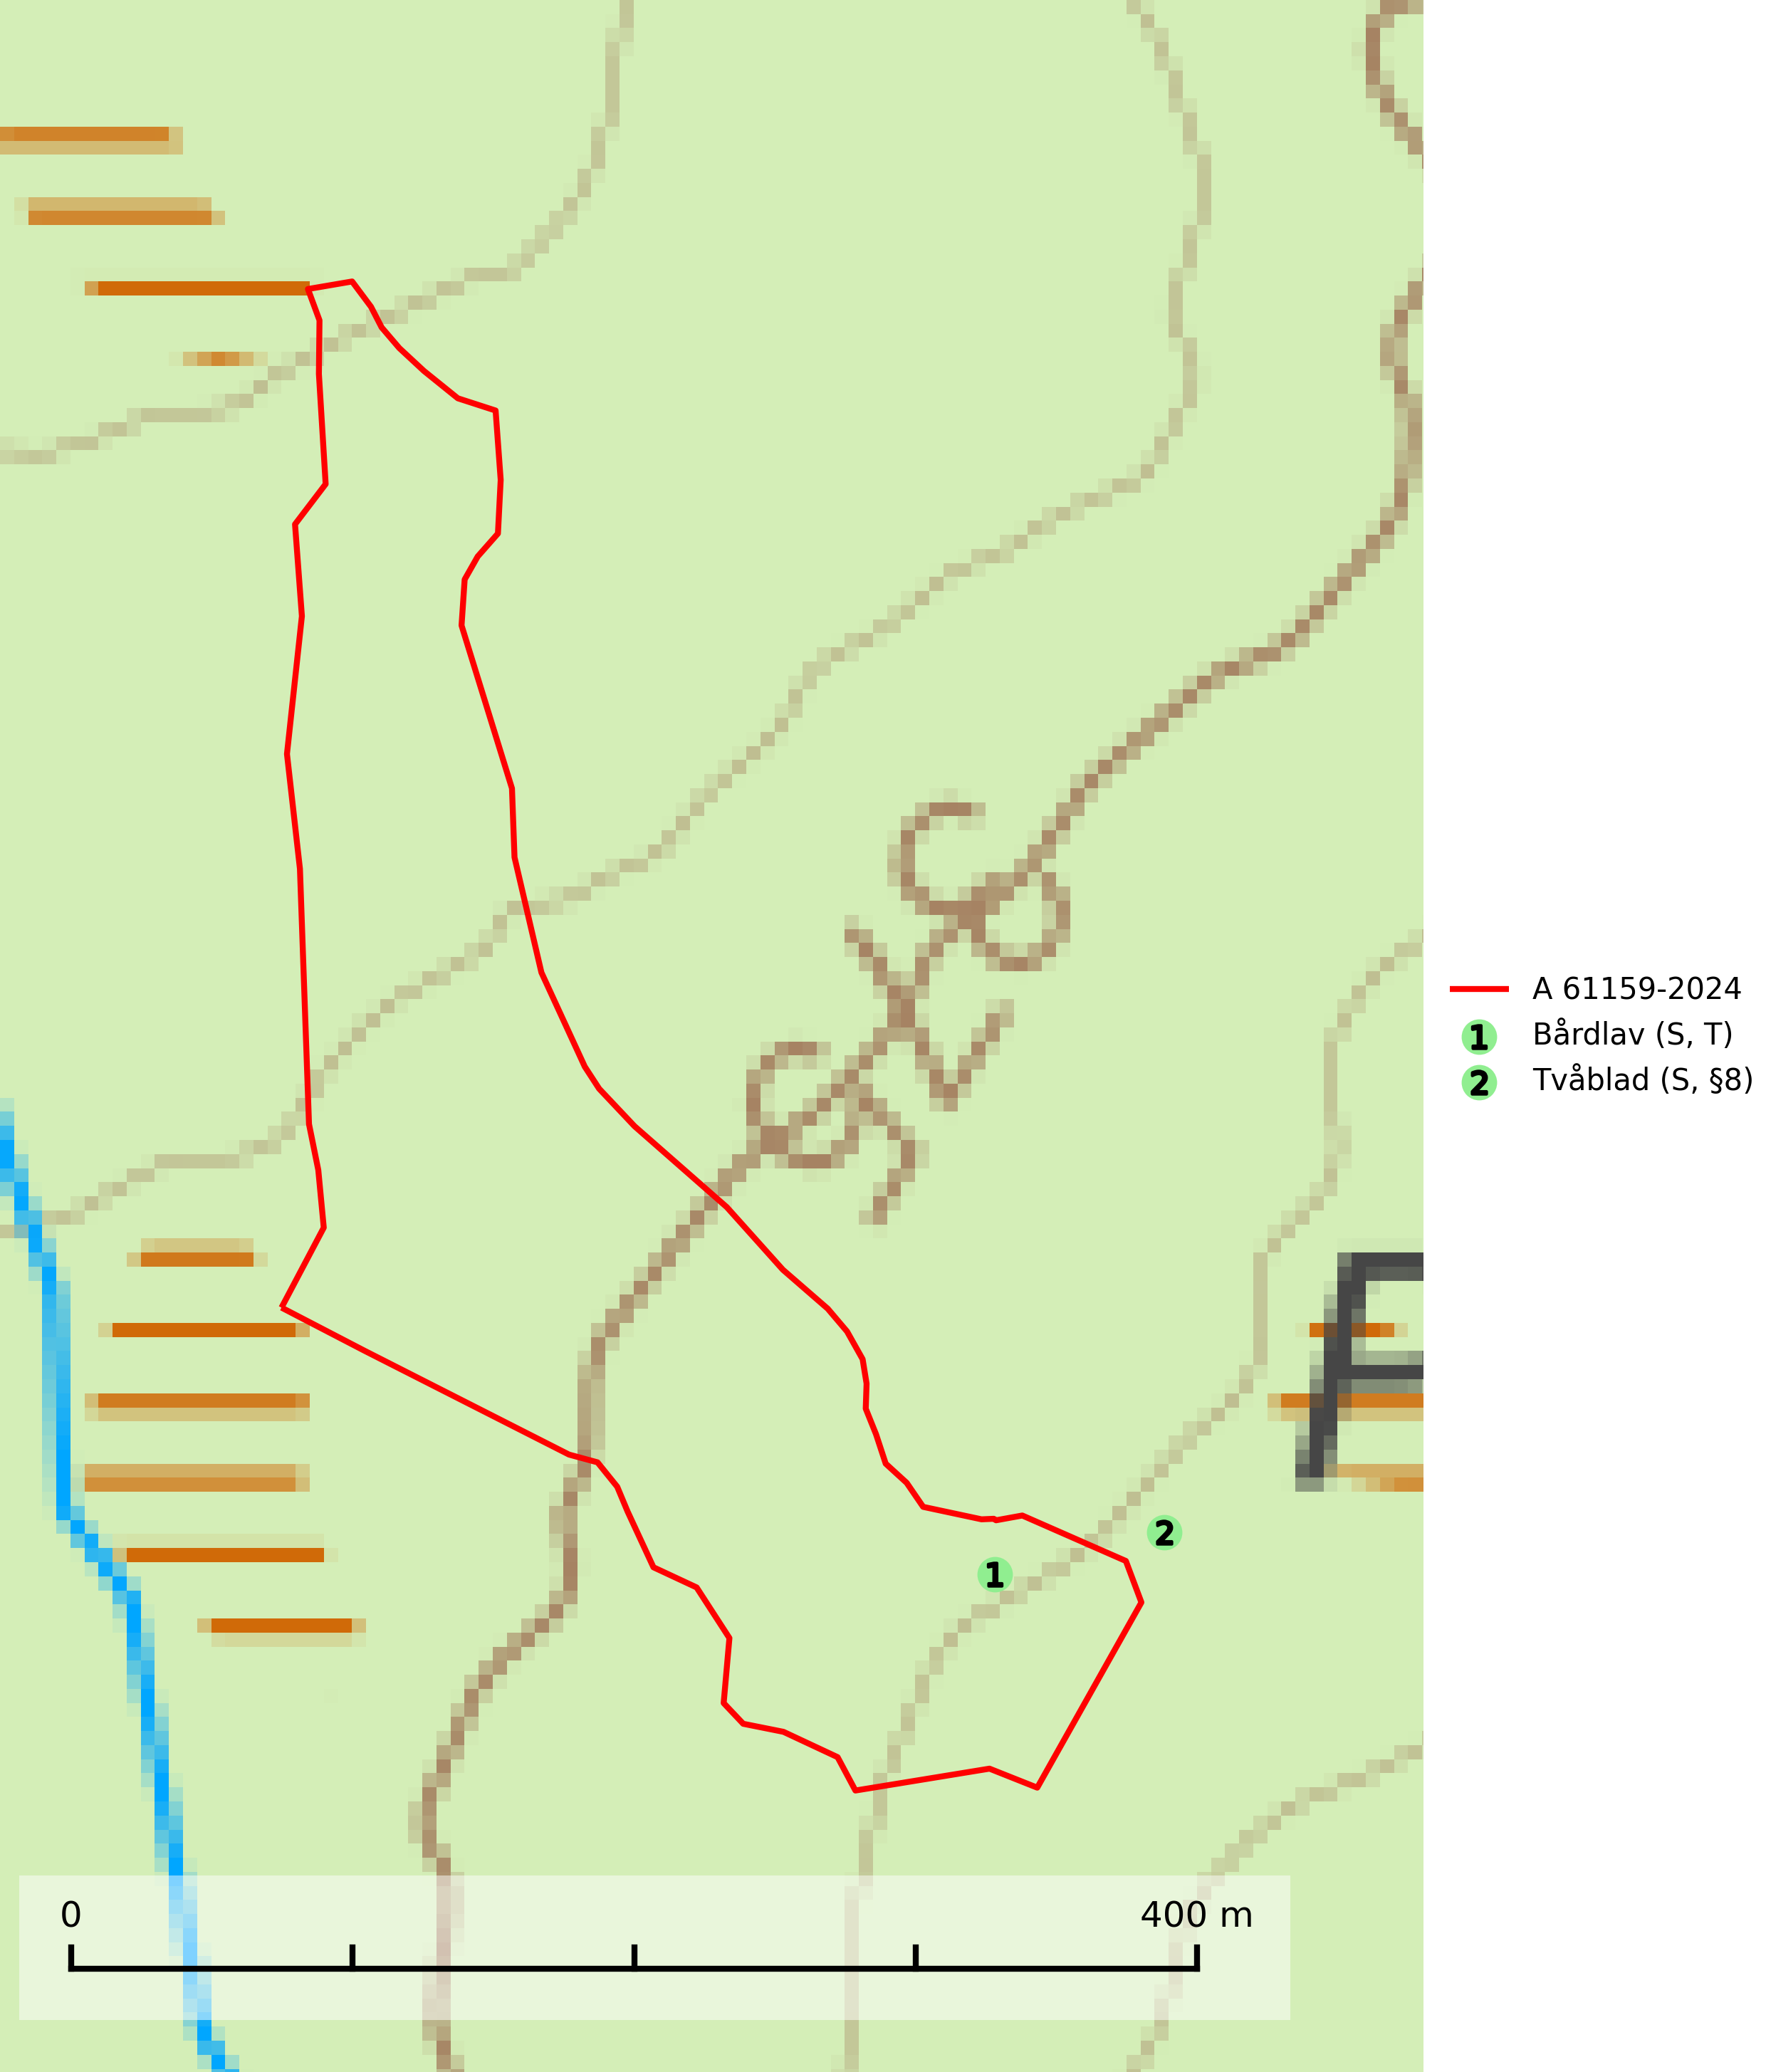 A 61159-2024
1 Bårdlav (S, T)
2 Tvåblad (S, §8)
2
1
0 400 m